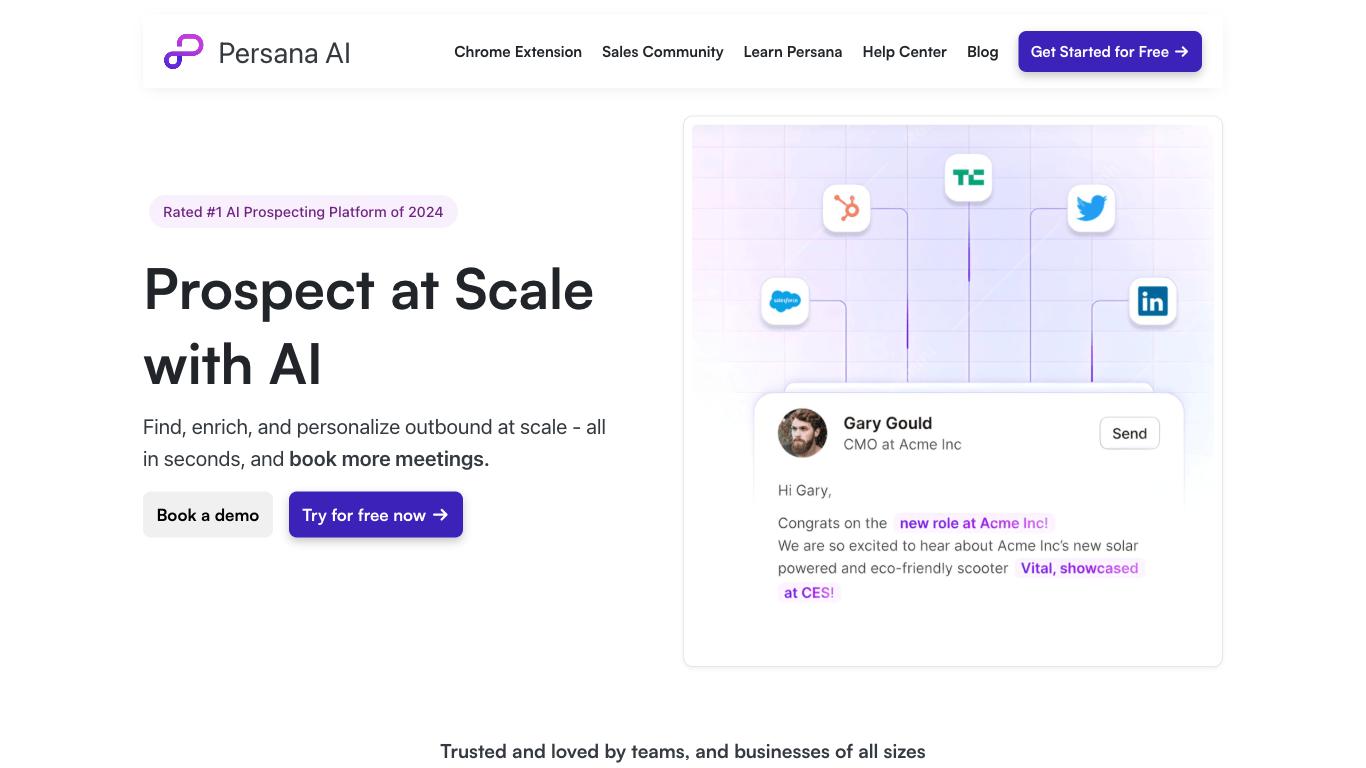 Persana AI
Chrome Extension
Sales Community
Learn Persana
Help Center
Blog
Get Started for Free →
Rated #1 AI Prospecting Platform of 2024
Prospect at Scale
with AI
Find, enrich, and personalize outbound at scale - all
in seconds, and book more meetings.
Book a demo
Try for free now →
TC
salesforce
in
Gary Gould
CMO at Acme Inc
Send
Hi Gary,
Congrats on the new role at Acme Inc!
We are so excited to hear about Acme Inc's new solar
powered and eco-friendly scooter Vital, showcased
at CES!
Trusted and loved by teams, and businesses of all sizes